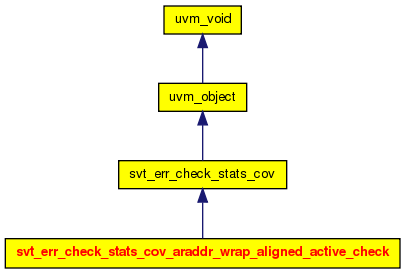 uvm_void
uvm_object
svt_err_check_stats_cov
svt_err_check_stats_cov_araddr_wrap_aligned_active_check